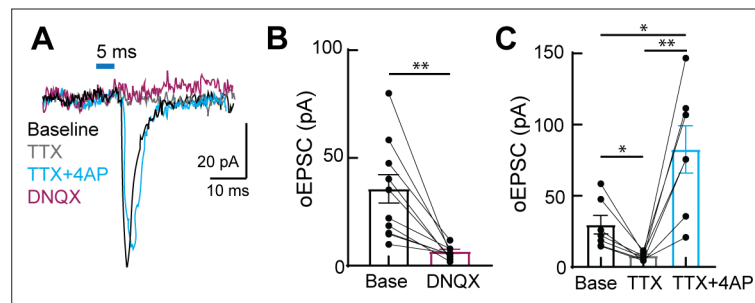 A
5 ms
Baseline
TTX
TTX+4AP
DNQX
20 pA
10 ms
B
oEPSC (pA)
100
50
0
**
Base DNQX
C
oEPSC (pA)
150
100
50
0
*
**
*
Base TTX TTX+4AP